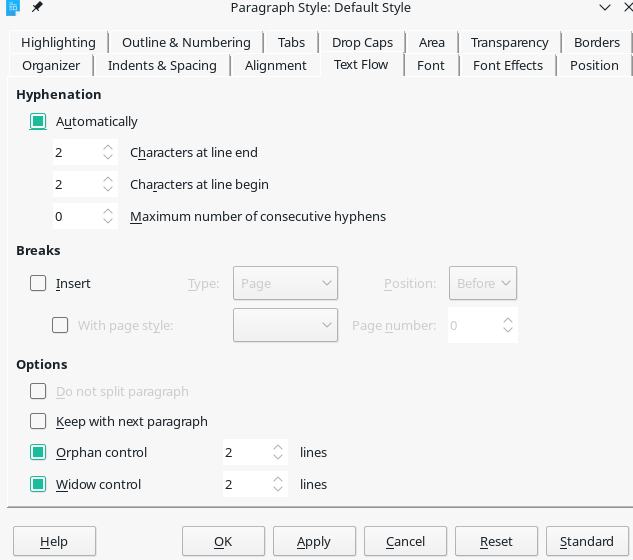 Paragraph Style: Default Style
Highlighting Outline & Numbering Tabs Drop Caps Area Transparency Borders
Organizer Indents & Spacing Alignment Text Flow Font Font Effects Position
Hyphenation
Automatically
2 Characters at line end
2 Characters at line begin
0 Maximum number of consecutive hyphens
Breaks
Insert Type: Page Position: Before
With page style: Page number: 0
Options
Do not split paragraph
Keep with next paragraph
Orphan control 2 lines
Widow control 2 lines
Help OK Apply Cancel Reset Standard